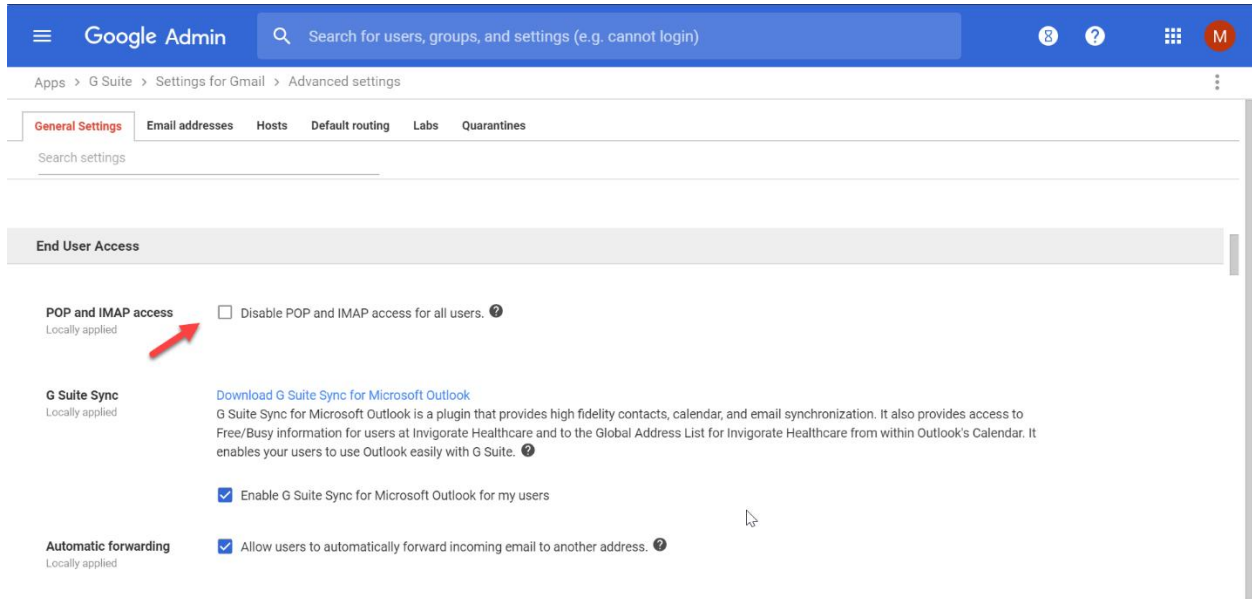 Google Admin
Search for users, groups, and settings (e.g. cannot login)
M
Apps > G Suite > Settings for Gmail > Advanced settings
General Settings
Email addresses
Hosts
Default routing
Labs
Quarantines
Search settings
End User Access
POP and IMAP access
Locally applied
Disable POP and IMAP access for all users.
G Suite Sync
Locally applied
Download G Suite Sync for Microsoft Outlook
G Suite Sync for Microsoft Outlook is a plugin that provides high fidelity contacts, calendar, and email synchronization. It also provides access to
Free/Busy information for users at Invigorate Healthcare and to the Global Address List for Invigorate Healthcare from within Outlook's Calendar. It
enables your users to use Outlook easily with G Suite.
Enable G Suite Sync for Microsoft Outlook for my users
Automatic forwarding
Locally applied
Allow users to automatically forward incoming email to another address.